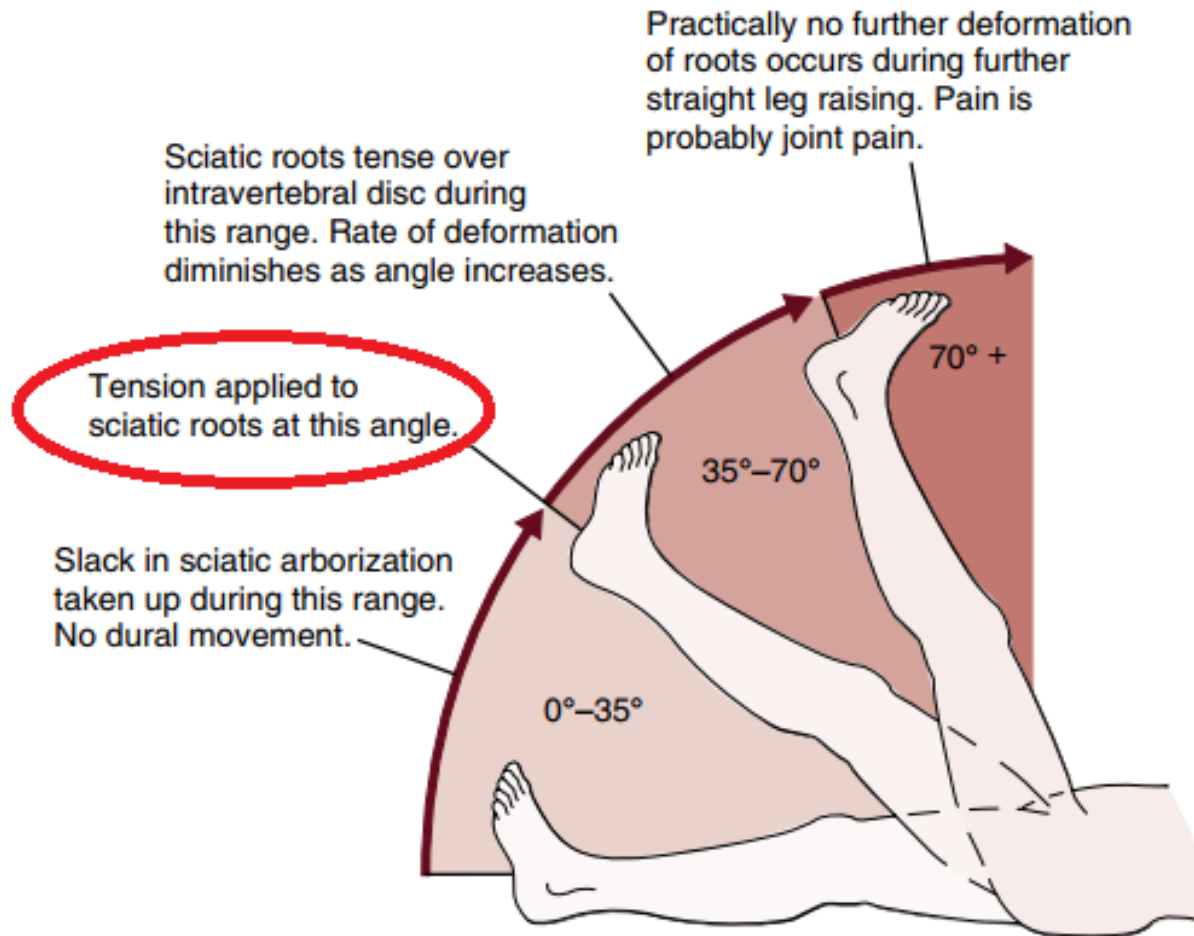 Practically no further deformation
of roots occurs during further
straight leg raising. Pain is
probably joint pain.
Sciatic roots tense over
intravertebral disc during
this range. Rate of deformation
diminishes as angle increases.
70° +
Tension applied to
sciatic roots at this angle.
35°–70°
Slack in sciatic arborization
taken up during this range.
No dural movement.
0°–35°